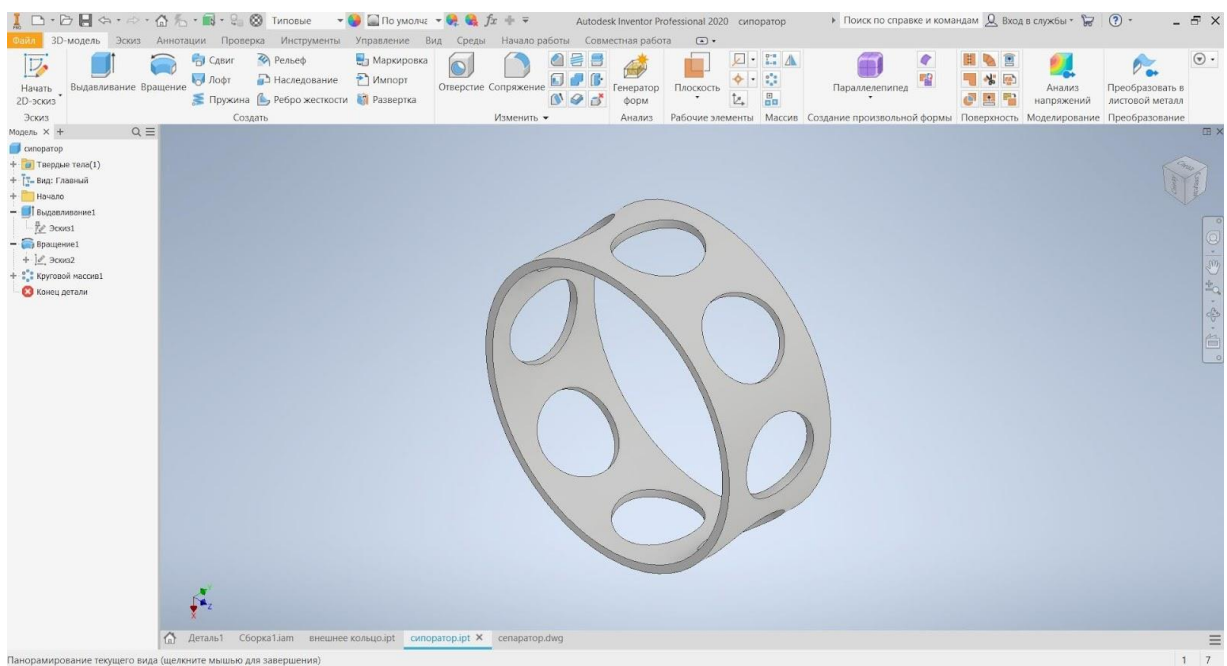 Типовые По умолча fx Autodesk Inventor Professional 2020 сипоратор Поиск по справке и командам Вход в службы
Файл 3D-модель Эскиз Аннотации Проверка Инструменты Управление Вид Среды Начало работы Совместная работа
Начать 2D-эскиз
Выдавливание Вращение
Сдвиг Рельеф Маркировка
Лофт Наследование Импорт
Пружина Ребро жесткости Развертка
Отверстие Сопряжение
Генератор форм
Плоскость
Параллелепипед
Анализ напряжений
Преобразовать в листовой металл
Эскиз Создать Изменить Анализ Рабочие элементы Массив Создание произвольной формы Поверхность Моделирование Преобразование
Модель
сипоратор
Твердые тела(1)
Вид: Главный
Начало
Выдавливание1
Эскиз1
Вращение1
Эскиз2
Круговой массив1
Конец детали
X Z
Деталь1 Сборка1.iam внешнее кольцо.ipt сипоратор.ipt сепаратор.dwg
Панорамирование текущего вида (щелкните мышью для завершения) 1 7